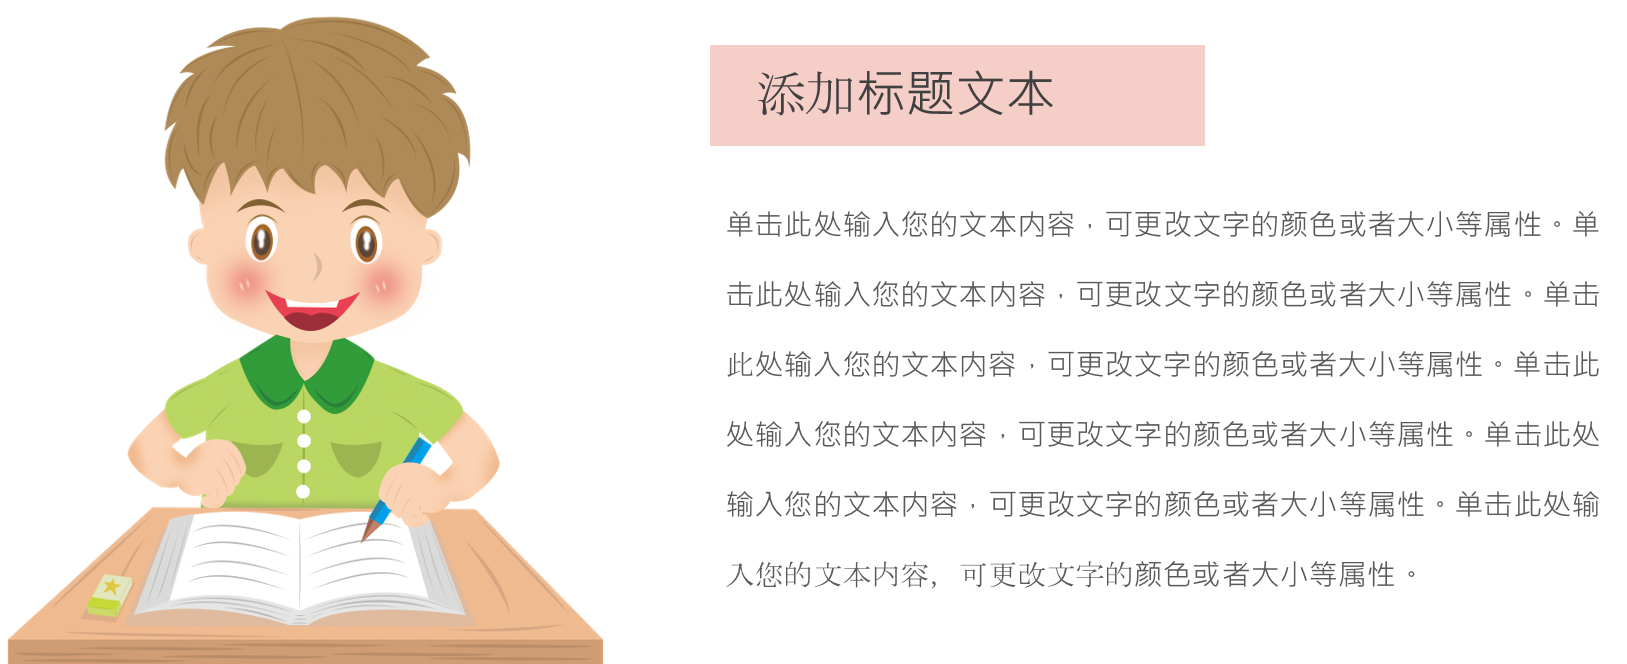 添加标题文本
单击此处输入您的文本内容，可更改文字的颜色或者大小等属性。单
击此处输入您的文本内容，可更改文字的颜色或者大小等属性。单击
此处输入您的文本内容，可更改文字的颜色或者大小等属性。单击此
处输入您的文本内容，可更改文字的颜色或者大小等属性。单击此处
输入您的文本内容，可更改文字的颜色或者大小等属性。单击此处输
入您的文本内容，可更改文字的颜色或者大小等属性。